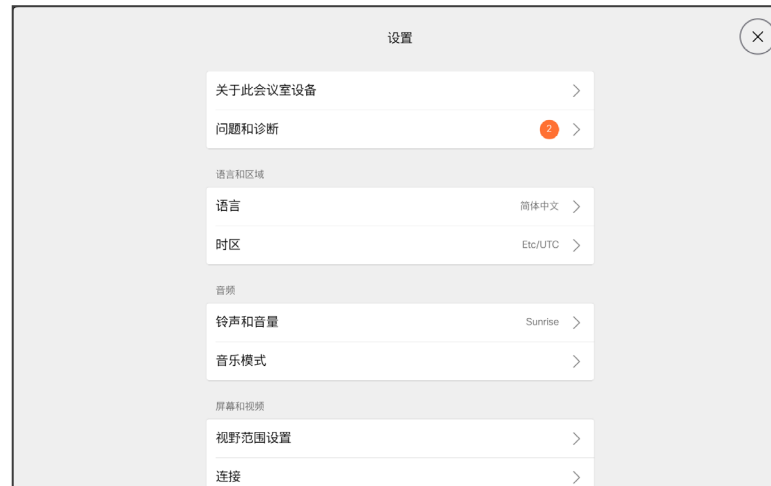 设置
关于此会议室设备
问题和诊断 2
语言和区域
语言 简体中文
时区 Etc/UTC
音频
铃声和音量 Sunrise
音乐模式
屏幕和视频
视野范围设置
连接